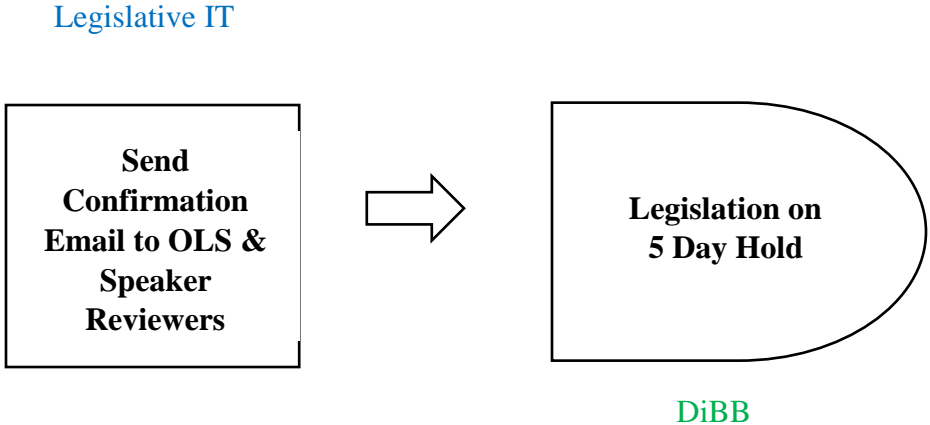 Legislative IT
Send
Confirmation
Email to OLS &
Speaker
Reviewers
Legislation on
5 Day Hold
DiBB